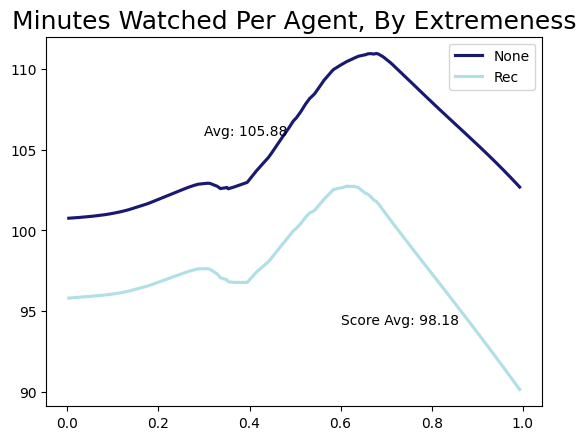 Minutes Watched Per Agent, By Extremeness
None
Rec
110
105
100
95
90
Avg: 105.88
Score Avg: 98.18
0.0
0.2
0.4
0.6
0.8
1.0